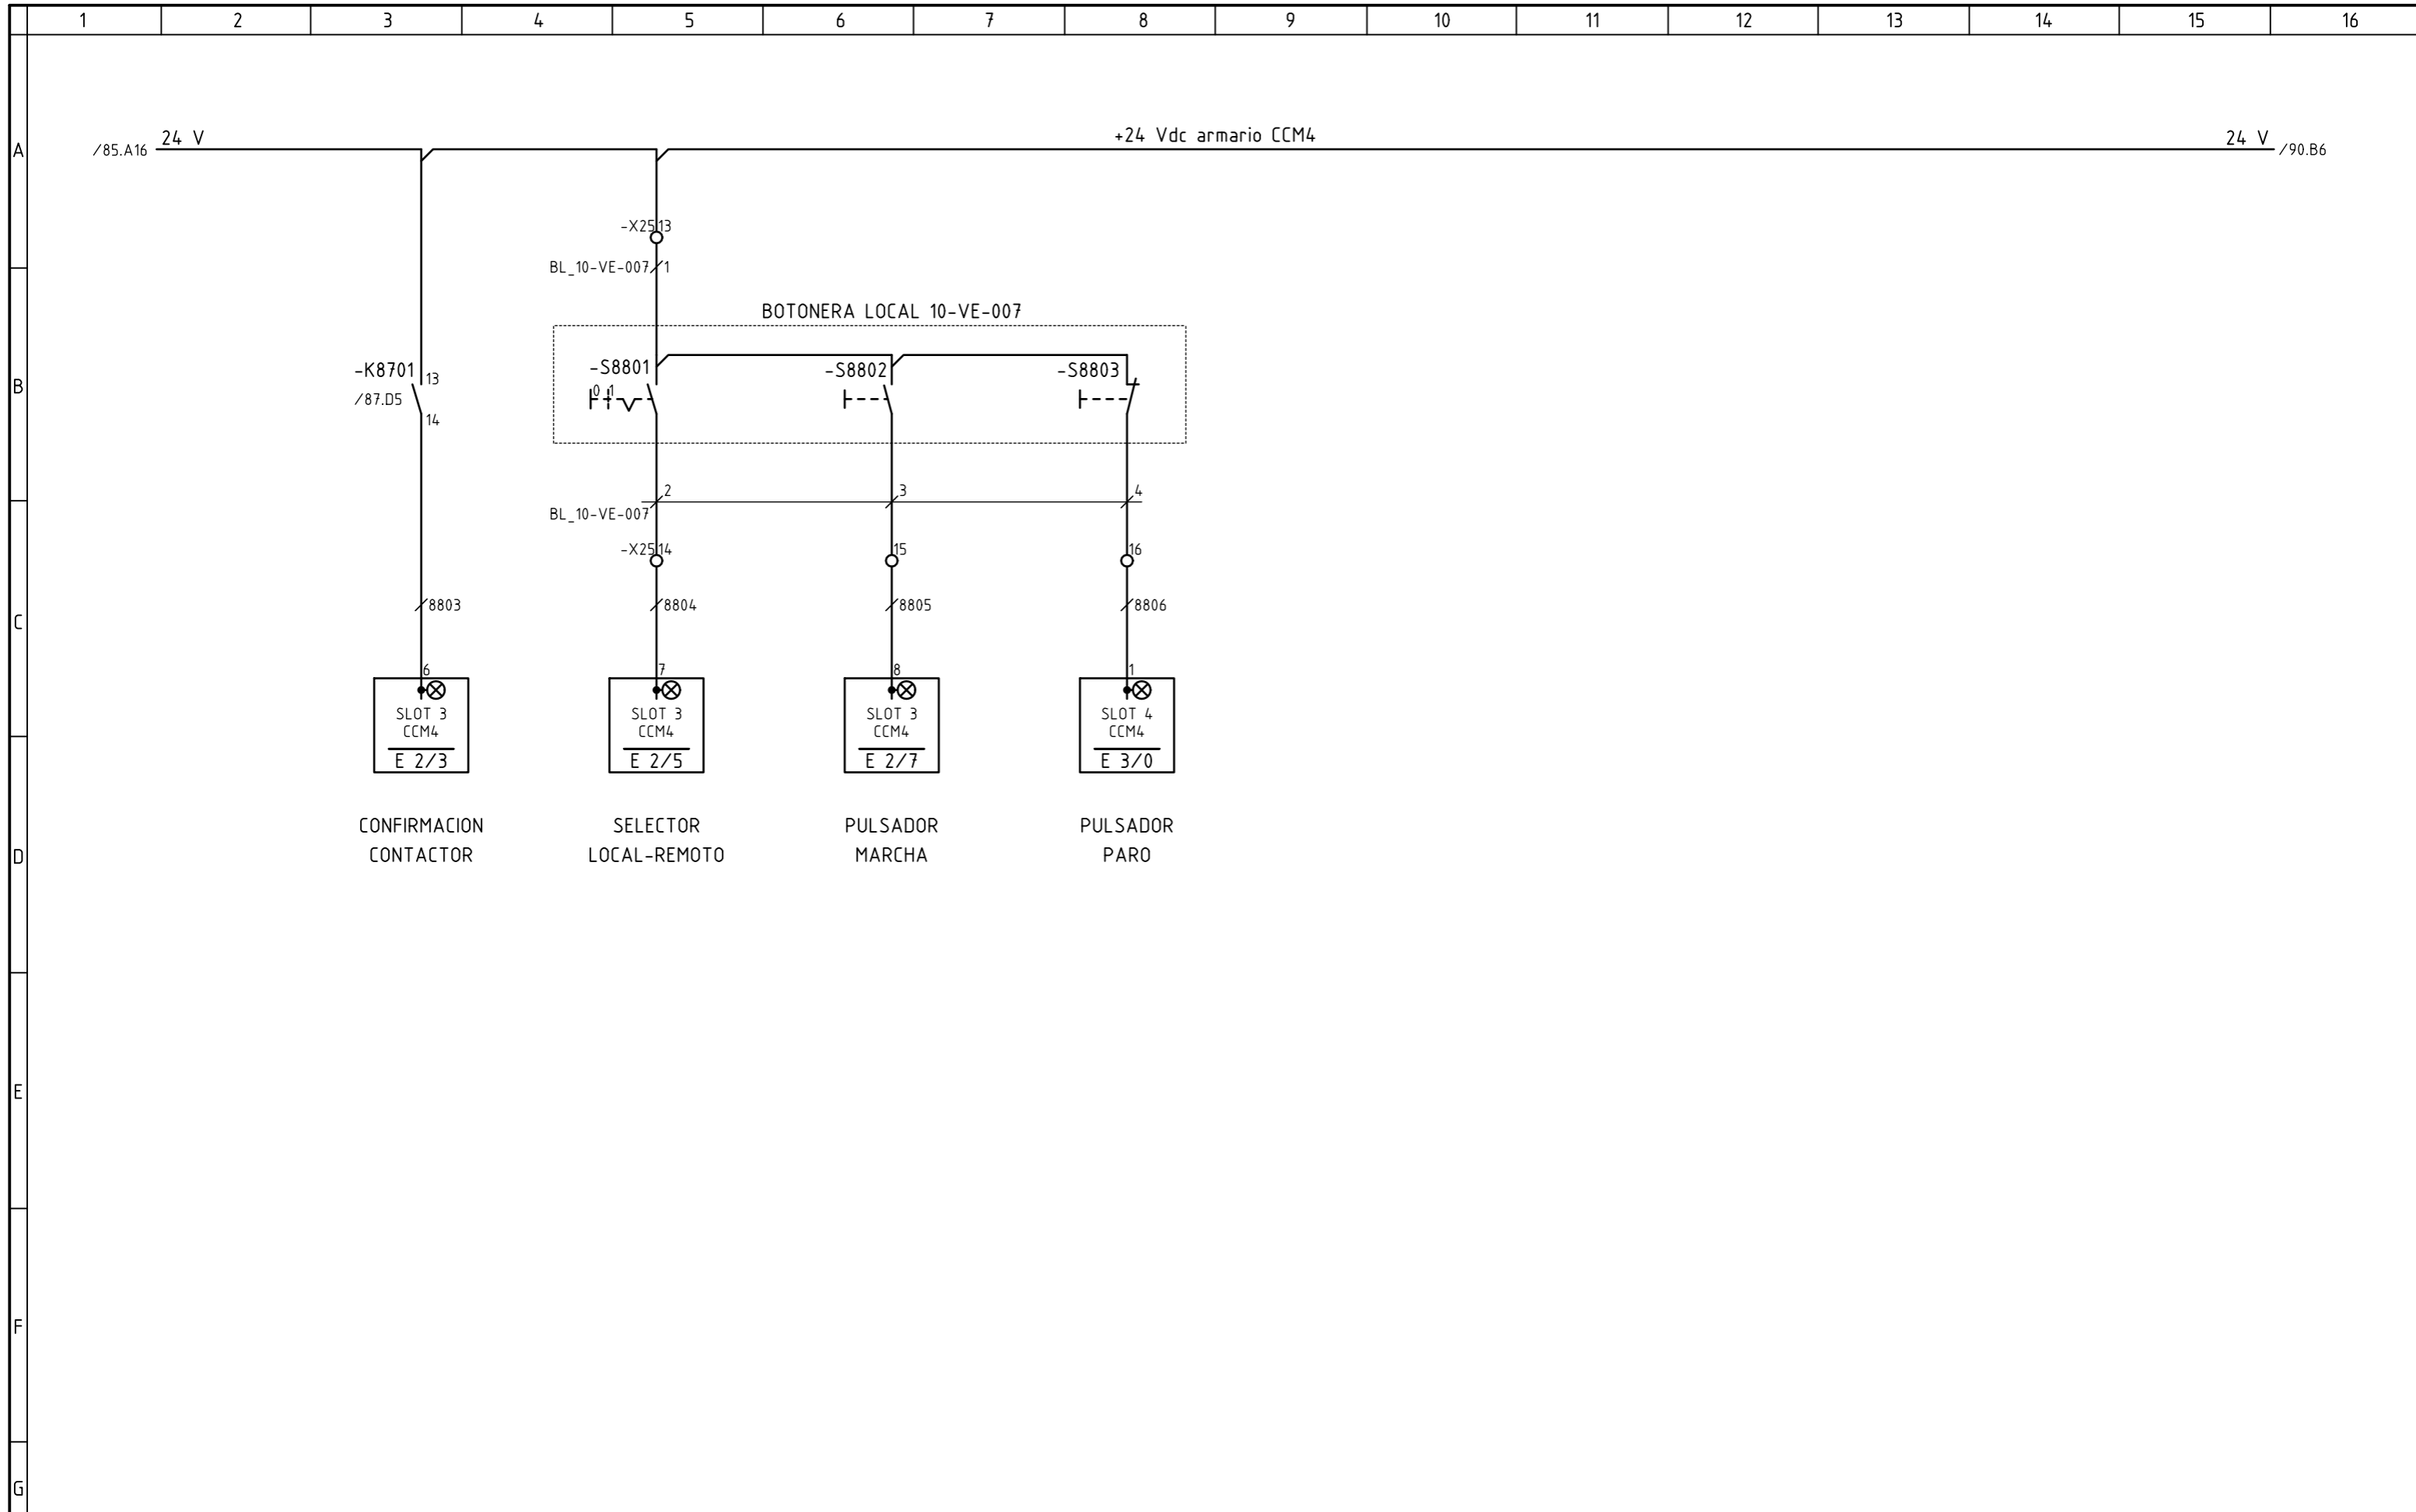 1 2 3 4 5 6 7 8 9 10 11 12 13 14 15 16
A
/85.A16 24 V
+24 Vdc armario CCM4
24 V /90.B6
-X25 13
BL_10-VE-007 1
BOTONERA LOCAL 10-VE-007
B
-K8701 13
/87.D5
14
-S8801
0 1
-S8802
-S8803
2 3 4
BL_10-VE-007
-X25 14 15 16
C
8803 8804 8805 8806
6 7 8 1
SLOT 3
CCM4
E 2/3
SLOT 3
CCM4
E 2/5
SLOT 3
CCM4
E 2/7
SLOT 4
CCM4
E 3/0
D
CONFIRMACION
CONTACTOR
SELECTOR
LOCAL-REMOTO
PULSADOR
MARCHA
PULSADOR
PARO
E
F
G